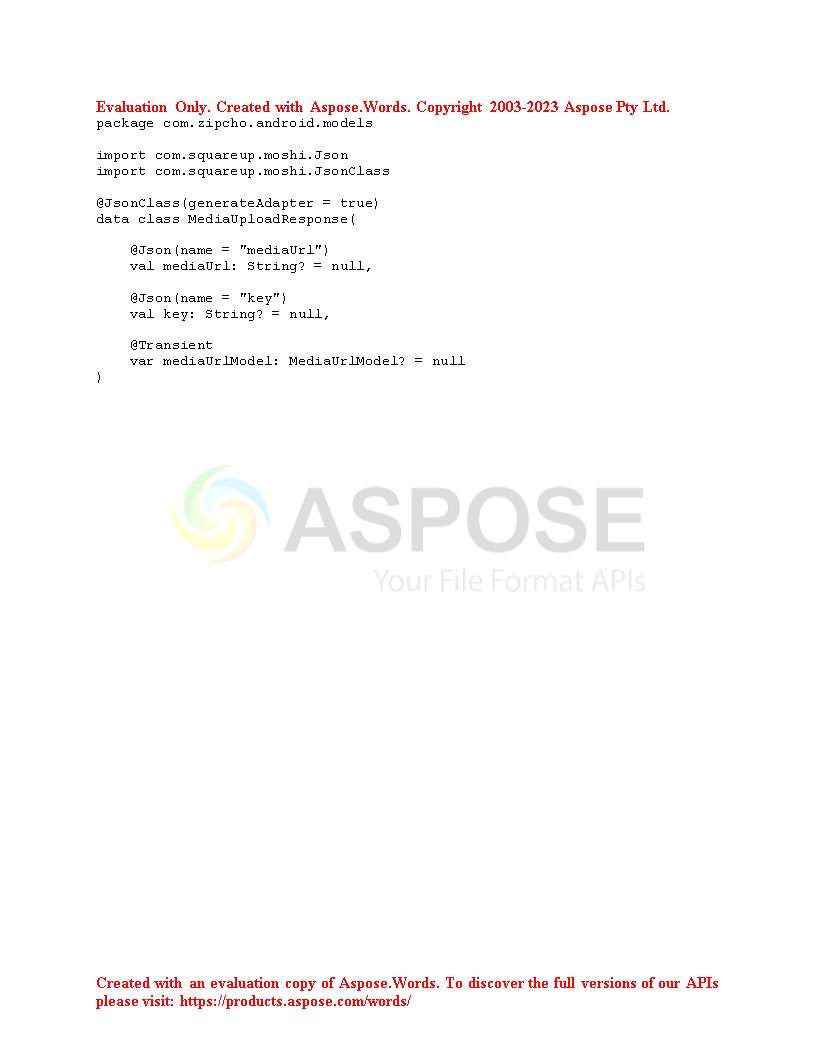 Evaluation Only. Created with Aspose.Words. Copyright 2003-2023 Aspose Pty Ltd.
package com.zipcho.android.models
import com.squareup.moshi.Json
import com.squareup.moshi.JsonClass
@JsonClass(generateAdapter = true)
data class MediaUploadResponse(
    @Json(name = "mediaUrl")
    val mediaUrl: String? = null,
    @Json(name = "key")
    val key: String? = null,
    @Transient
    var mediaUrlModel: MediaUrlModel? = null
)
ASPOSE
Your File Format APIs
Created with an evaluation copy of Aspose.Words. To discover the full versions of our APIs
please visit: https://products.aspose.com/words/